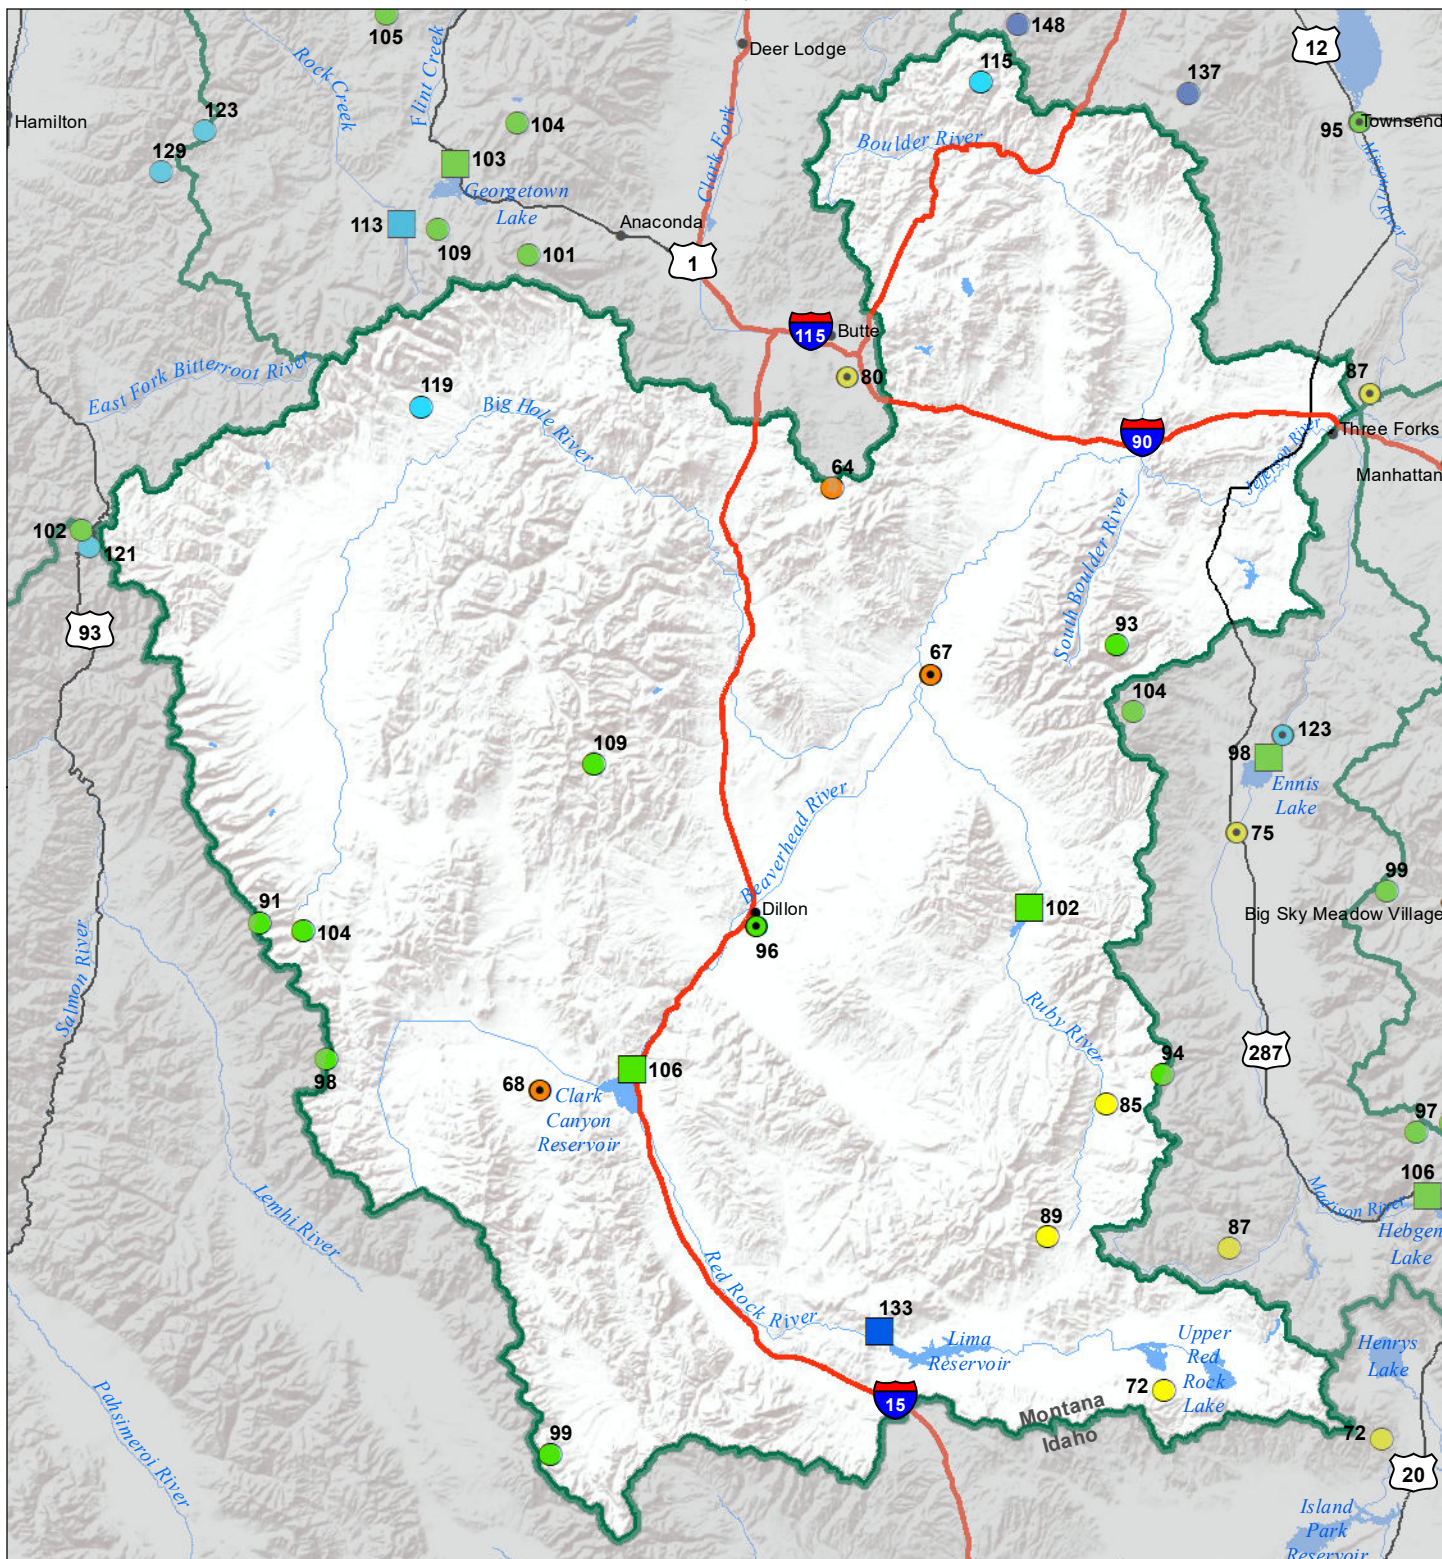 105
148
12
Deer Lodge
115
137
Rock Creek
Flint Creek
Hamilton
123
104
95
Townsend
129
103
Clark Fork
Boulder River
Missouri River
Georgetown
Lake
113
109
101
Anaconda
1
115
Butte
80
87
East Fork Bitterroot River
119
Big Hole River
90
Three Forks
Jefferson River
Manhattan
64
102
121
93
South Boulder River
93
67
104
123
98
Ennis
Lake
109
75
Beaverhead River
99
91
104
Dillon
96
102
Big Sky Meadow Village
Salmon River
Ruby River
287
98
106
94
68
Clark
Canyon
Reservoir
85
97
Lemhi River
106
Madison River
Hebgen
Lake
89
87
Red Rock River
133
Lima
Reservoir
Upper
Red
Rock
Lake
Henrys
Lake
72
15
Montana
Idaho
Pahsimeroi River
99
72
20
Island
Park
Reservoir